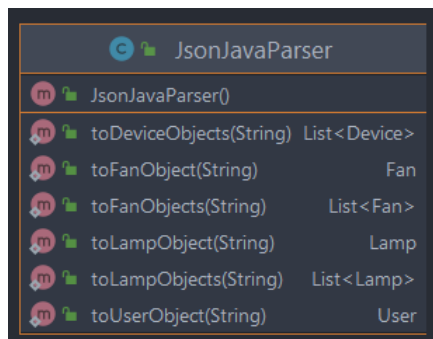 C JsonJavaParser
m JsonJavaParser()
m toDeviceObjects(String) List<Device>
m toFanObject(String) Fan
m toFanObjects(String) List<Fan>
m toLampObject(String) Lamp
m toLampObjects(String) List<Lamp>
m toUserObject(String) User